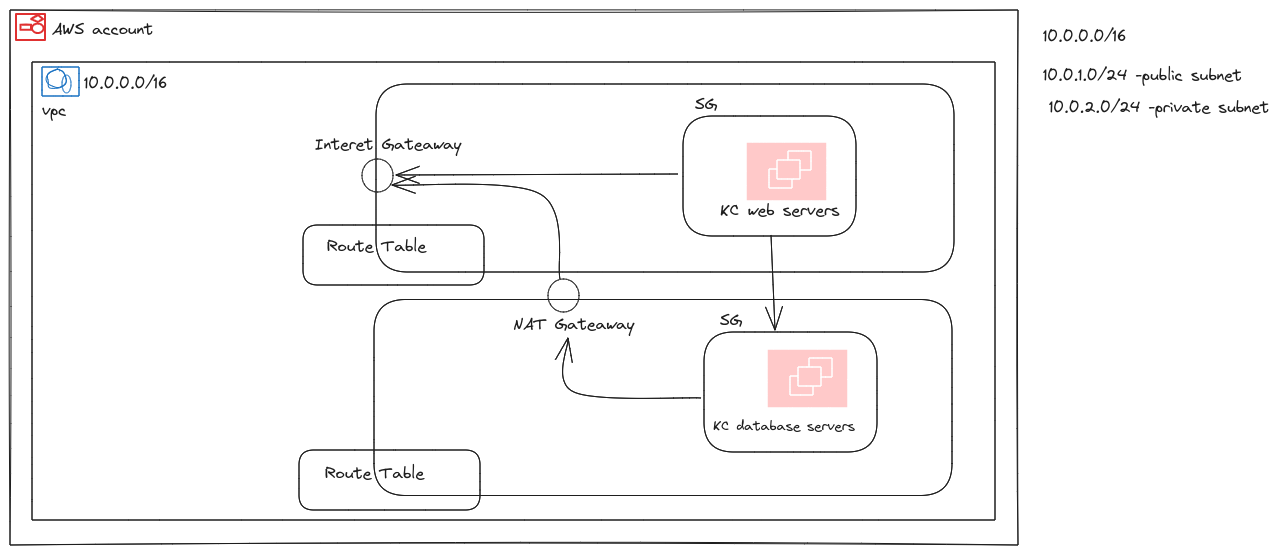 AWS account
10.0.0.0/16
vpc
Interet Gateaway
SG
KC web servers
Route Table
NAT Gateaway
SG
KC database servers
Route Table
10.0.0.0/16
10.0.1.0/24 -public subnet
10.0.2.0/24 -private subnet